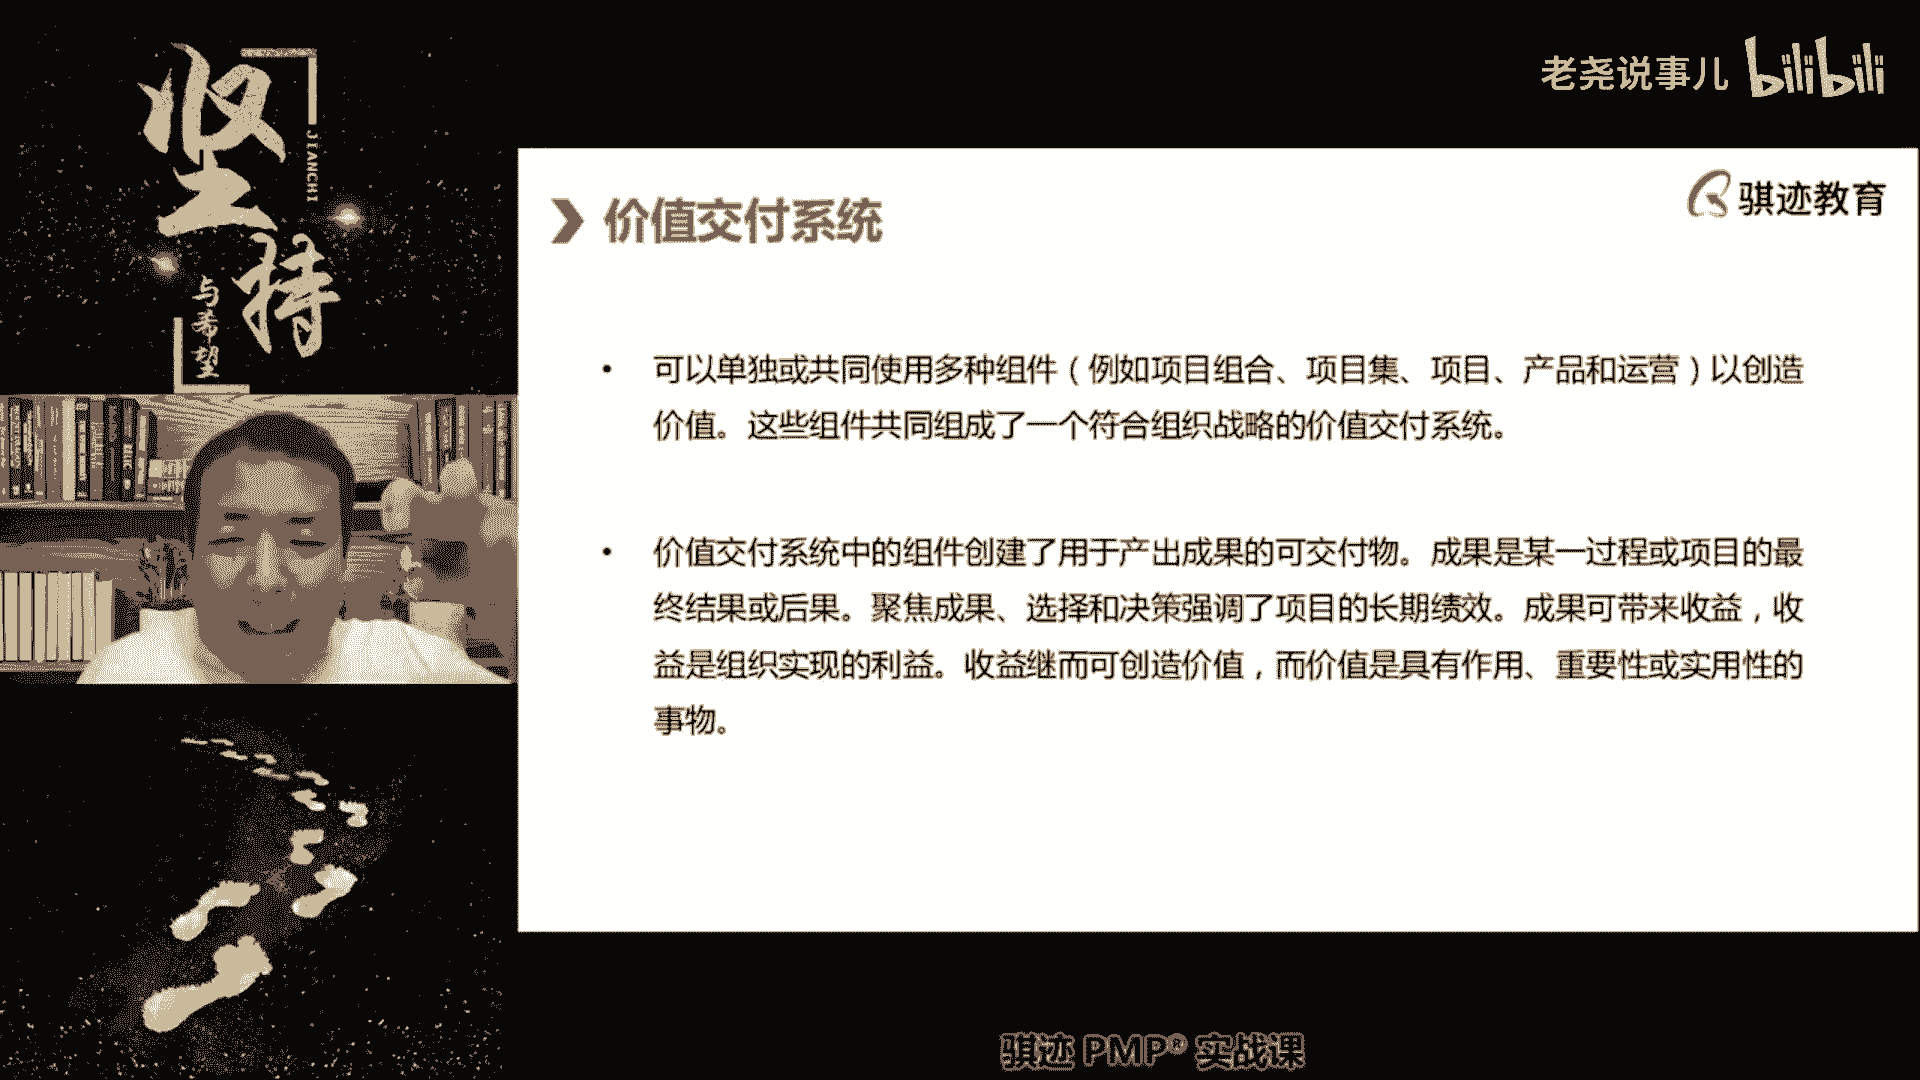 坚持
JIANCHI
与希望
老尧说事儿 bilibili
骐迹教育
价值交付系统
• 可以单独或共同使用多种组件（例如项目组合、项目集、项目、产品和运营）以创造
价值。这些组件共同组成了一个符合组织战略的价值交付系统。
• 价值交付系统中的组件创建了用于产出成果的可交付物。成果是某一过程或项目的最
终结果或后果。聚焦成果、选择和决策强调了项目的长期绩效。成果可带来收益，收
益是组织实现的利益。收益继而可创造价值，而价值是具有作用、重要性或实用性的
事物。
骐迹 PMP® 实战课